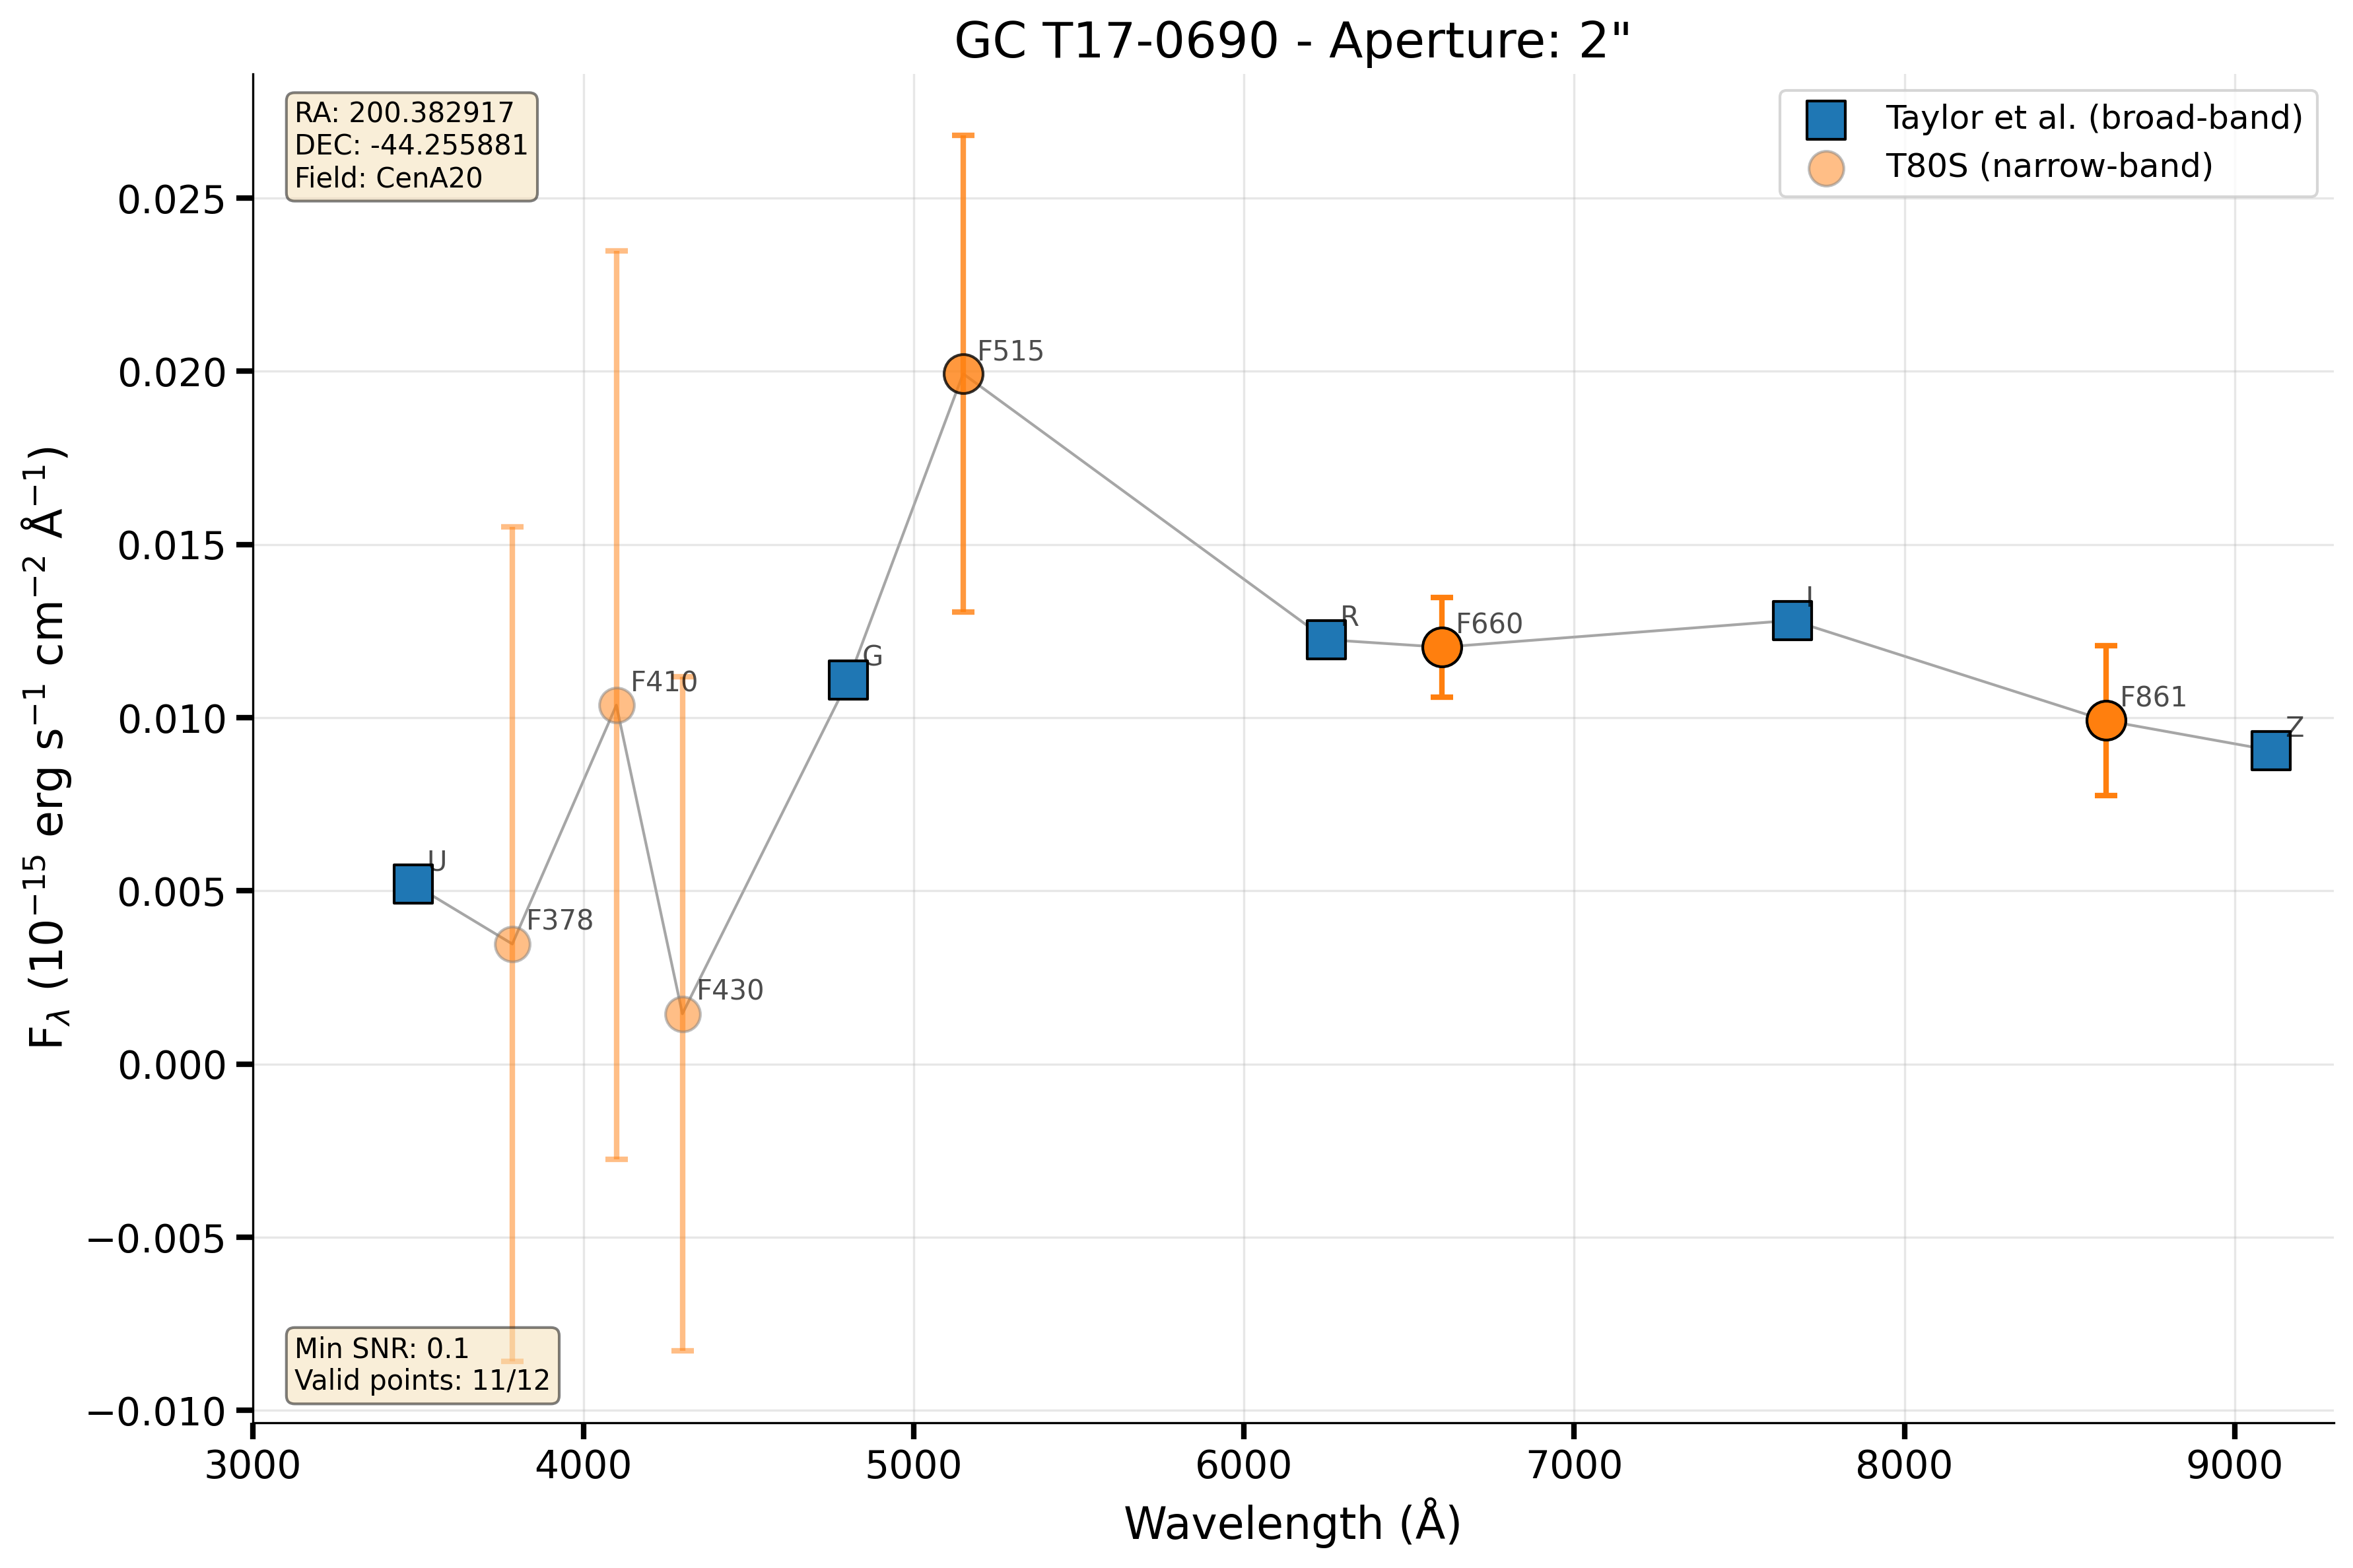 GC T17-0690 - Aperture: 2"
RA: 200.382917
DEC: -44.255881
Field: CenA20
Taylor et al. (broad-band)
T80S (narrow-band)
0.025
0.020
0.015
0.010
0.005
0.000
−0.005
−0.010
F515
R
F660
I
G
F410
F861
Z
U
F378
F430
Min SNR: 0.1
Valid points: 11/12
3000 4000 5000 6000 7000 8000 9000
Wavelength (Å)
F_λ (10⁻¹⁵ erg s⁻¹ cm⁻² Å⁻¹)